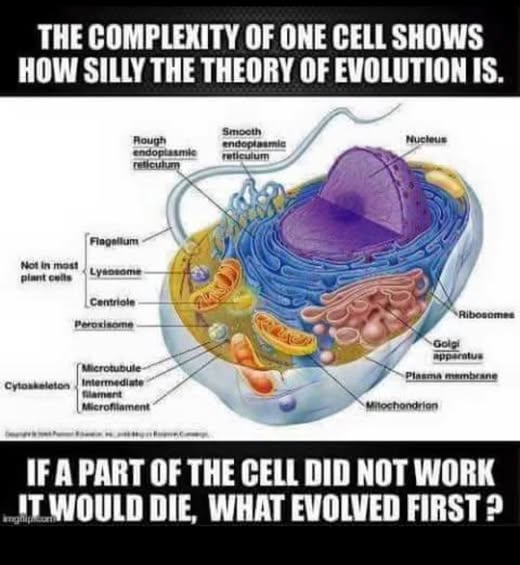 THE COMPLEXITY OF ONE CELL SHOWS
HOW SILLY THE THEORY OF EVOLUTION IS.
Rough
endoplasmic
reticulum
Smooth
endoplasmic
reticulum
Nucleus
Flagellum
Not in most
plant cells
Lysosome
Centriole
Peroxisome
Microtubule
Cytoskeleton
Intermediate
filament
Microfilament
Ribosomes
Golgi
apparatus
Plasma membrane
Mitochondrion
IF A PART OF THE CELL DID NOT WORK
IT WOULD DIE, WHAT EVOLVED FIRST?
imgflip.com